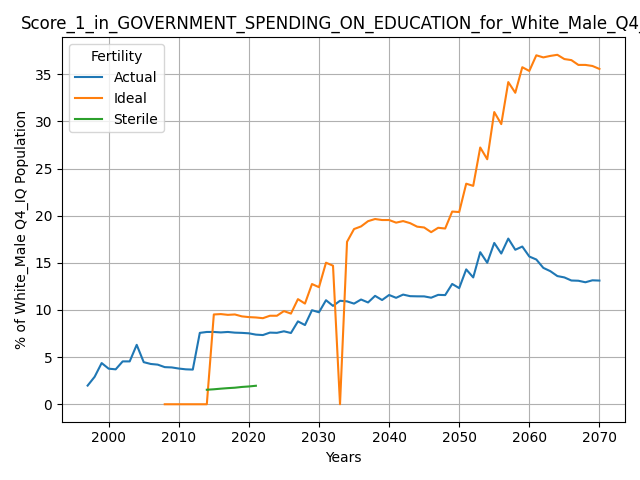 Score_1_in_GOVERNMENT_SPENDING_ON_EDUCATION_for_White_Male_Q4_
Fertility
Actual
Ideal
Sterile
% of White_Male Q4_IQ Population
35
30
25
20
15
10
5
0
2000
2010
2020
2030
2040
2050
2060
2070
Years